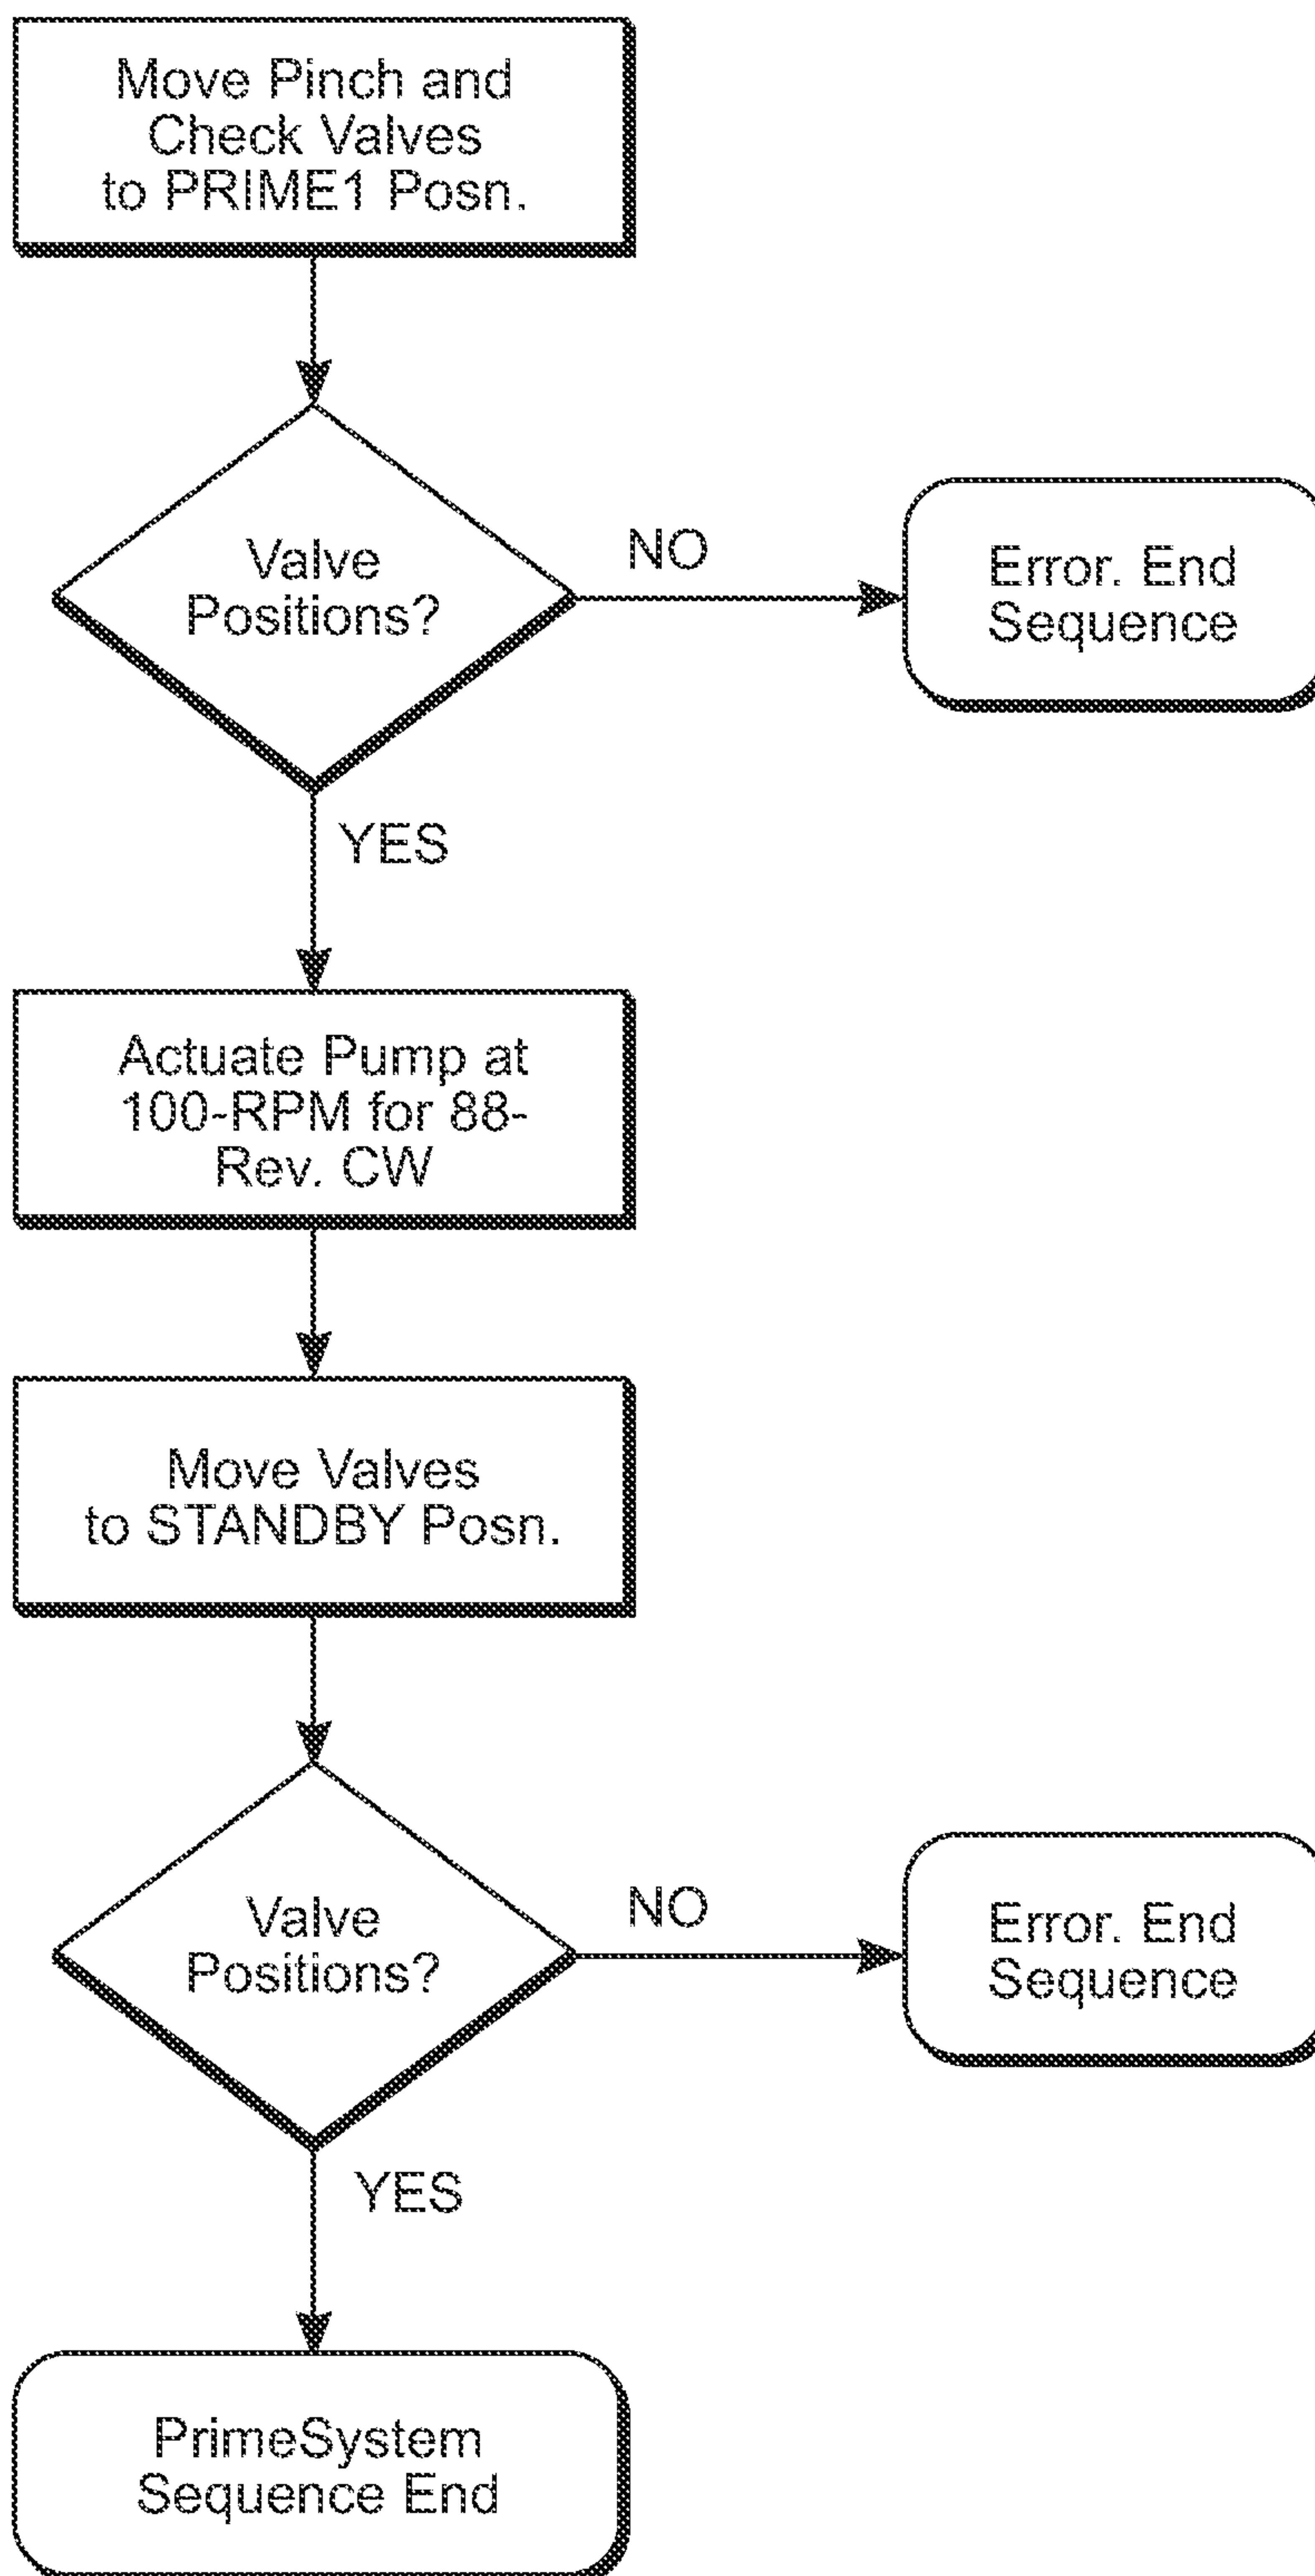 Move Pinch and
Check Valves
to PRIME1 Posn.
Valve
Positions?
NO
Error. End
Sequence
YES
Actuate Pump at
100-RPM for 88-
Rev. CW
Move Valves
to STANDBY Posn.
Valve
Positions?
NO
Error. End
Sequence
YES
PrimeSystem
Sequence End